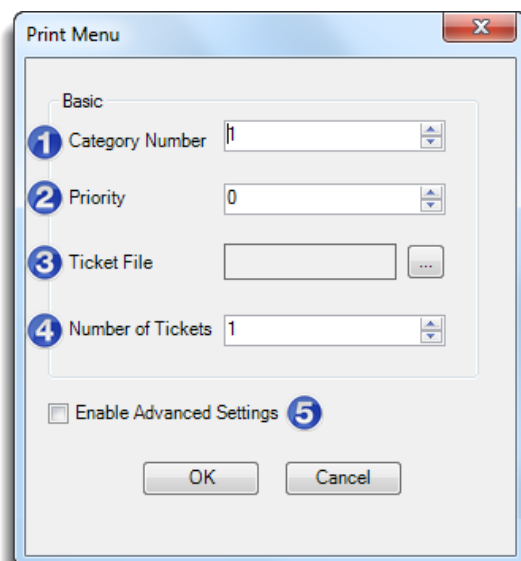 Print Menu
Basic
1 Category Number 1
2 Priority 0
3 Ticket File ...
4 Number of Tickets 1
Enable Advanced Settings 5
OK Cancel